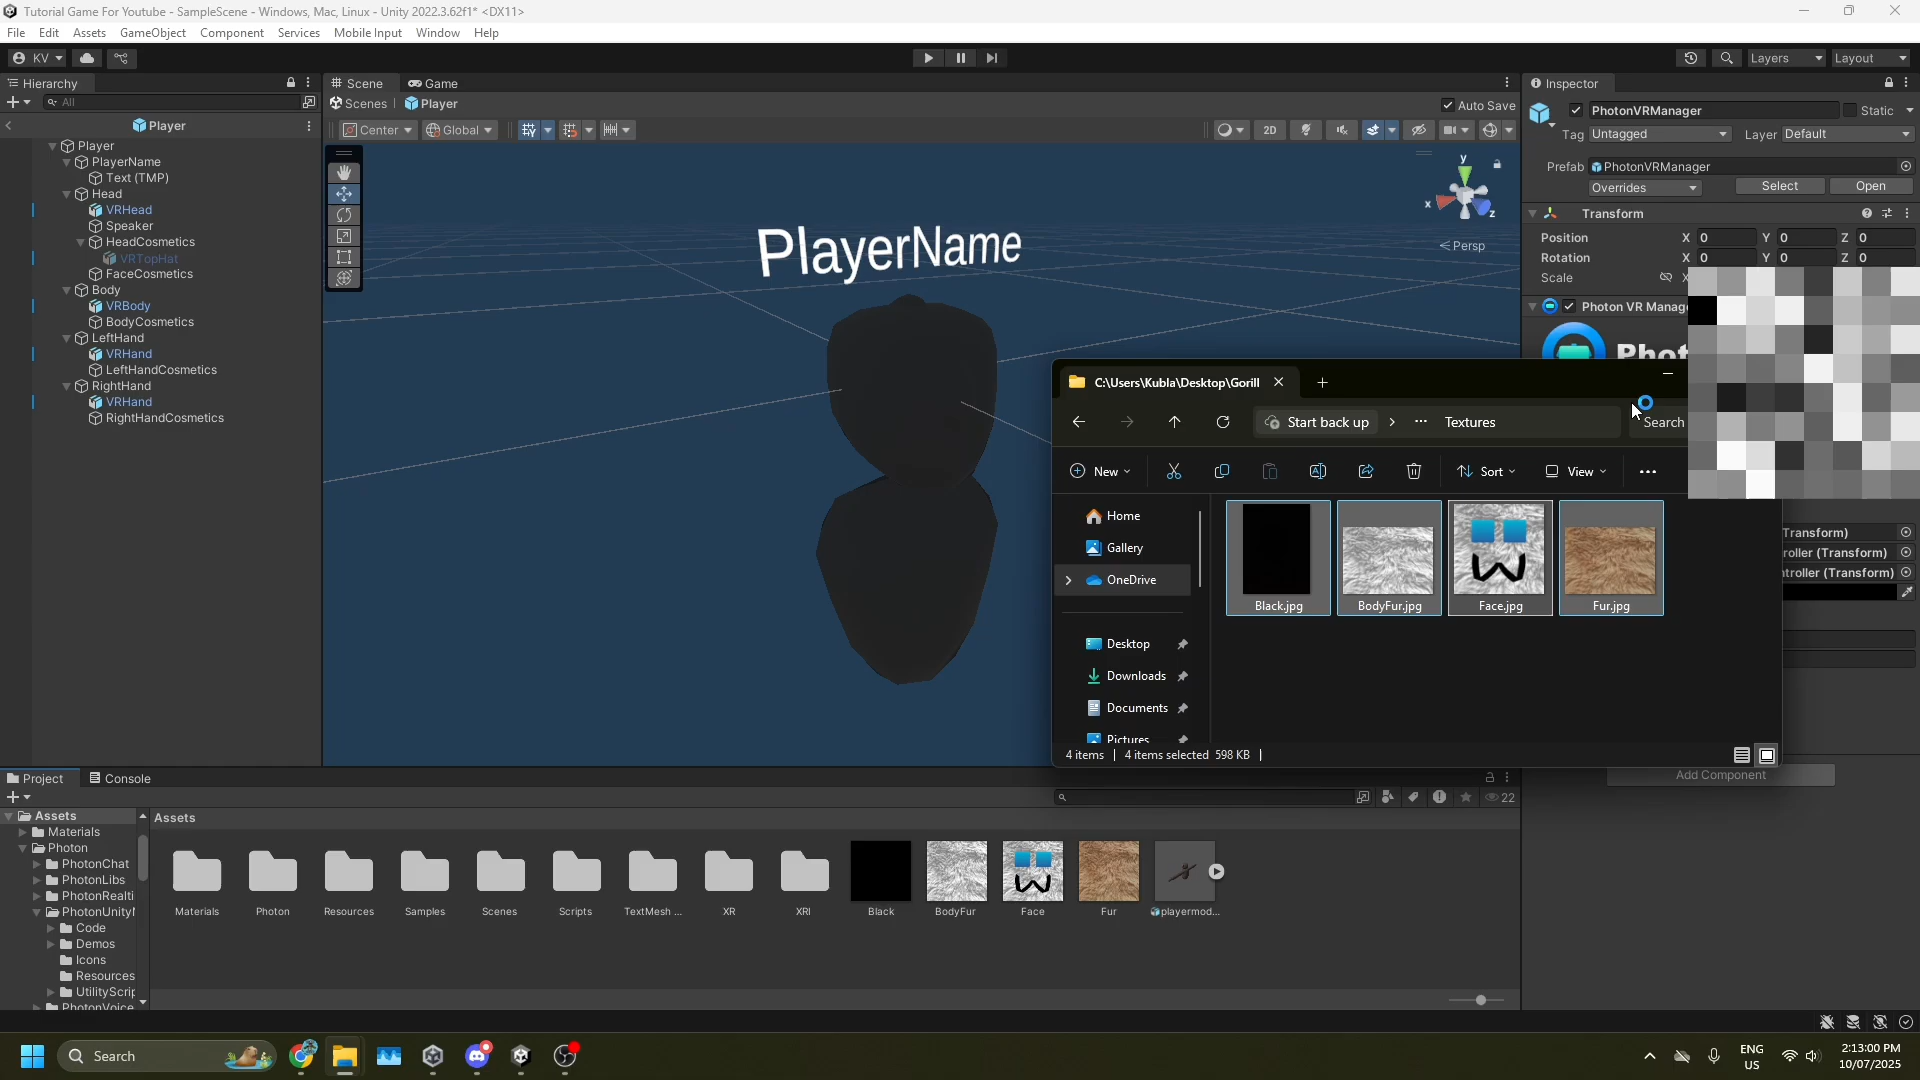 Tutorial Game For Youtube - SampleScene - Windows, Mac, Linux - Unity 2022.3.62f1* <DX11>
File Edit Assets GameObject Component Services Mobile Input Window Help
KV Layers Layout
Hierarchy
All
Player
Player
PlayerName
Text (TMP)
Head
VRHead
Speaker
HeadCosmetics
VRTopHat
FaceCosmetics
Body
VRBody
BodyCosmetics
LeftHand
VRHand
LeftHandCosmetics
RightHand
VRHand
RightHandCosmetics
Scene Game
Scenes Player
Auto Save
Center Global 2D
y
x
z
Persp
PlayerName
Inspector
PhotonVRManager Static
Tag Untagged Layer Default
Prefab PhotonVRManager
Overrides Select Open
Transform
Position X 0 Y 0 Z 0
Rotation X 0 Y 0 Z 0
Scale
Photon VR Manag
Phot
Transform)
roller (Transform)
troller (Transform)
Add Component
C:\Users\Kubla\Desktop\Gorill
Start back up > ... Textures
Search
New Sort View
Home
Gallery
OneDrive
Desktop
Downloads
Documents
Pictures
Black.jpg
BodyFur.jpg
Face.jpg
Fur.jpg
4 items 4 items selected 598 KB
Project Console
22
Assets
Materials
Photon
PhotonChat
PhotonLibs
PhotonRealti
PhotonUnity
Code
Demos
Icons
Resources
UtilityScrip
PhotonVoice
Assets
Materials Photon Resources Samples Scenes Scripts TextMesh ... XR XRI Black BodyFur Face Fur playermod...
Search
ENG
US
2:13:00 PM
10/07/2025